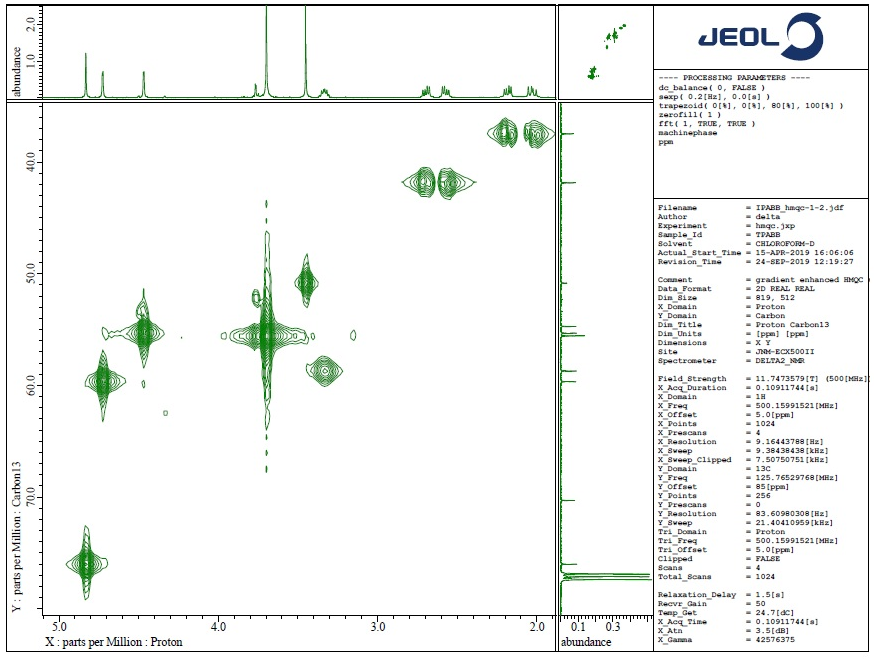 JEOL
---- PROCESSING PARAMETERS ----
dc_balance( 0, FALSE )
sexp( 0.2[Hz], 0.0[s] )
trapezoid( 0[%], 0[%], 80[%], 100[%] )
zerofill( 1 )
fft( 1, TRUE, TRUE )
machinephase
ppm
Filename = IPABB_hmqc-1-2.jdf
Author = delta
Experiment = hmqc.jxp
Sample_Id = TPABB
Solvent = CHLOROFORM-D
Actual_Start_Time = 15-APR-2019 16:06:06
Revision_Time = 24-SEP-2019 12:19:27
Comment = gradient enhanced HMQC
Data_Format = 2D REAL REAL
Dim_Size = 819, 512
X_Domain = Proton
Y_Domain = Carbon
Dim_Title = Proton Carbon13
Dim_Units = [ppm] [ppm]
Dimensions = X Y
Site = JNM-ECX500II
Spectrometer = DELTA2_NMR
Field_Strength = 11.7473579[T] (500[MHz]
X_Acq_Duration = 0.10911744[s]
X_Domain = 1H
X_Freq = 500.15991521[MHz]
X_Offset = 5.0[ppm]
X_Points = 1024
X_Prescans = 4
X_Resolution = 9.16443788[Hz]
X_Sweep = 9.38438438[kHz]
X_Sweep_Clipped = 7.50750751[kHz]
Y_Domain = 13C
Y_Freq = 125.76529768[MHz]
Y_Offset = 85[ppm]
Y_Points = 256
Y_Prescans = 0
Y_Resolution = 83.60980308[Hz]
Y_Sweep = 21.40410959[kHz]
Tri_Domain = Proton
Tri_Freq = 500.15991521[MHz]
Tri_Offset = 5.0[ppm]
Clipped = FALSE
Scans = 4
Total_Scans = 1024
Relaxation_Delay = 1.5[s]
Recvr_Gain = 50
Temp_Get = 24.7[dC]
X_Acq_Time = 0.10911744[s]
X_Atn = 3.5[dB]
X_Gamma = 42576375
abundance
1.0 2.0
Y : parts per Million : Carbon13
40.0
50.0
60.0
70.0
5.0 4.0 3.0 2.0
X : parts per Million : Proton
0.1 0.3
abundance